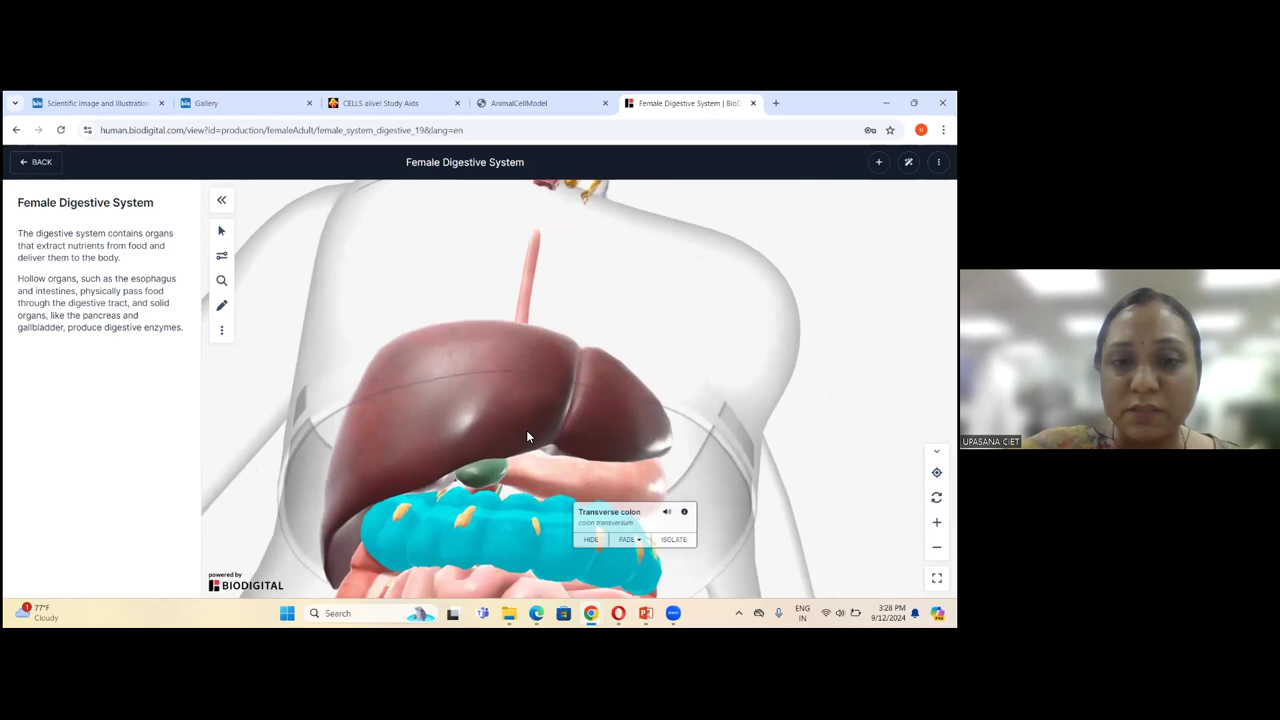 Scientific Image and Illustration
Gallery
CELLS alive! Study Aids
AnimalCellModel
Female Digestive System | BioD
human.biodigital.com/view?id=production/femaleAdult/female_system_digestive_19&lang=en
BACK
Female Digestive System
Female Digestive System
The digestive system contains organs
that extract nutrients from food and
deliver them to the body.
Hollow organs, such as the esophagus
and intestines, physically pass food
through the digestive tract, and solid
organs, like the pancreas and
gallbladder, produce digestive enzymes.
Transverse colon
colon transversum
HIDE FADE ISOLATE
powered by
BIODIGITAL
UPASANA CIET
1
77°F
Cloudy
Search
ENG
IN
3:28 PM
9/12/2024